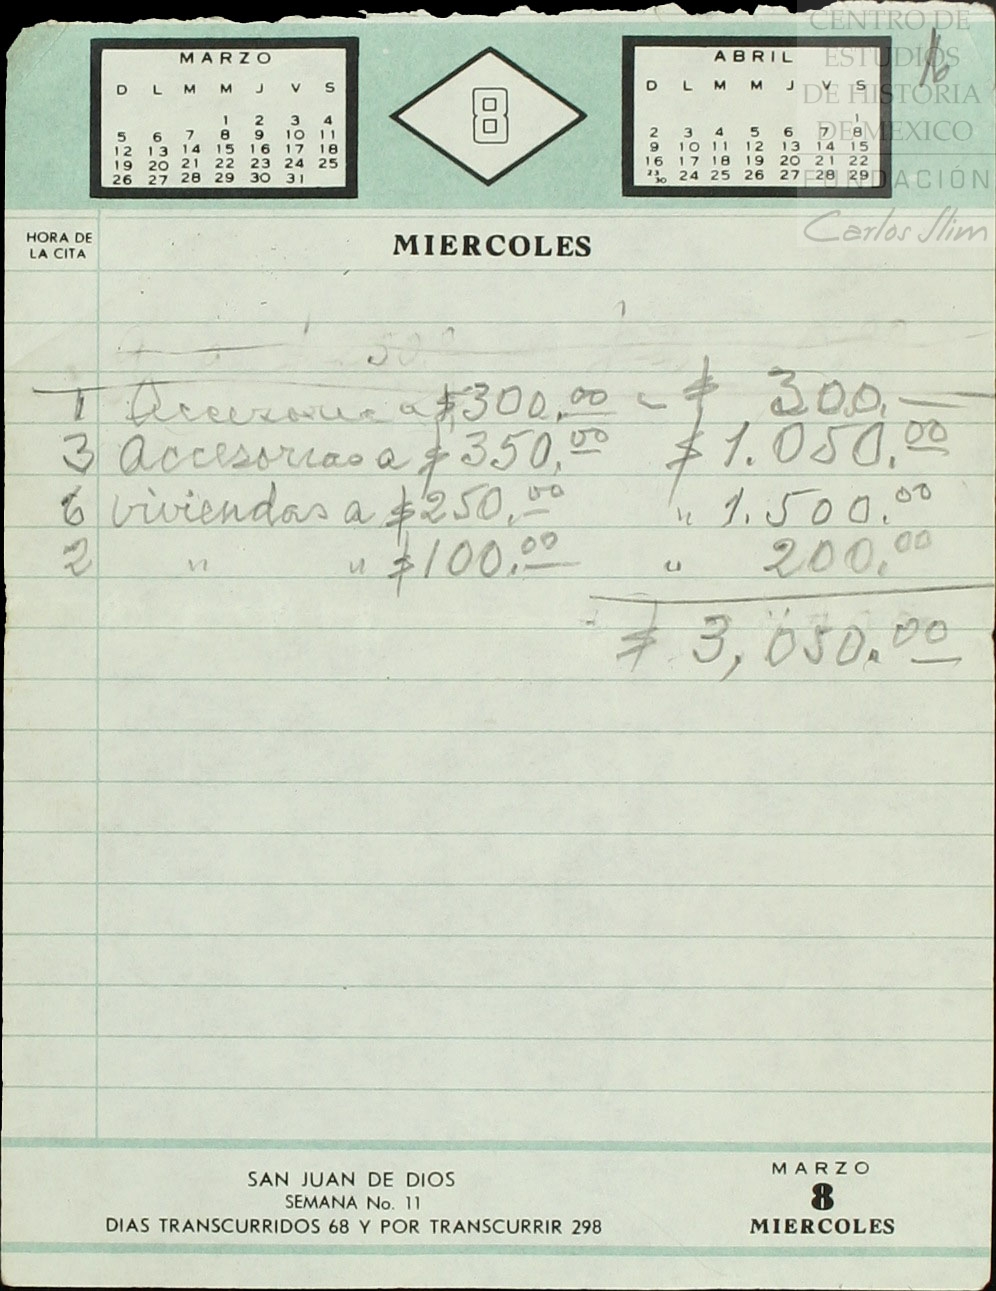 CENTRO DE
ESTUDIOS
DE HISTORIA
DE MEXICO
FUNDACIÓN
Carlos Slim
16
MARZO
D L M M J V S
1 2 3 4
5 6 7 8 9 10 11
12 13 14 15 16 17 18
19 20 21 22 23 24 25
26 27 28 29 30 31
8
ABRIL
D L M M J V S
1
2 3 4 5 6 7 8
9 10 11 12 13 14 15
16 17 18 19 20 21 22
23/30 24 25 26 27 28 29
HORA DE
LA CITA
MIERCOLES
1 Accesoria a $300.00 - $ 300.—
3 Accesorias a $350.00 $ 1.050.00
6 viviendas a $250.00 " 1.500.00
2 " " $100.00 " 200.00
$ 3,050.00
SAN JUAN DE DIOS
SEMANA No. 11
DIAS TRANSCURRIDOS 68 Y POR TRANSCURRIR 298
MARZO
8
MIERCOLES